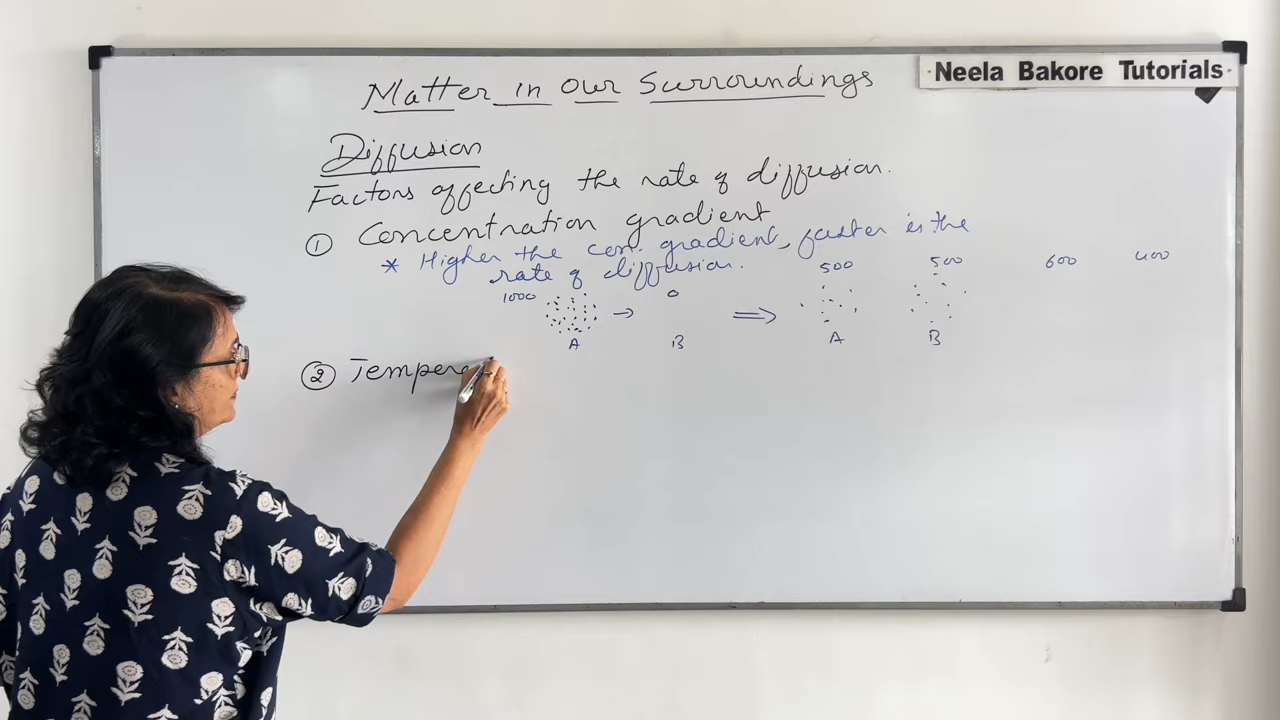 Neela Bakore Tutorials
Matter in Our Surroundings
Diffusion
Factors affecting the rate of diffusion.
① Concentration gradient
* Higher the con. gradient, faster is the
rate of diffusion.
500 500 600 400
1000 → 0 ⇒
A B A B
② Tempera